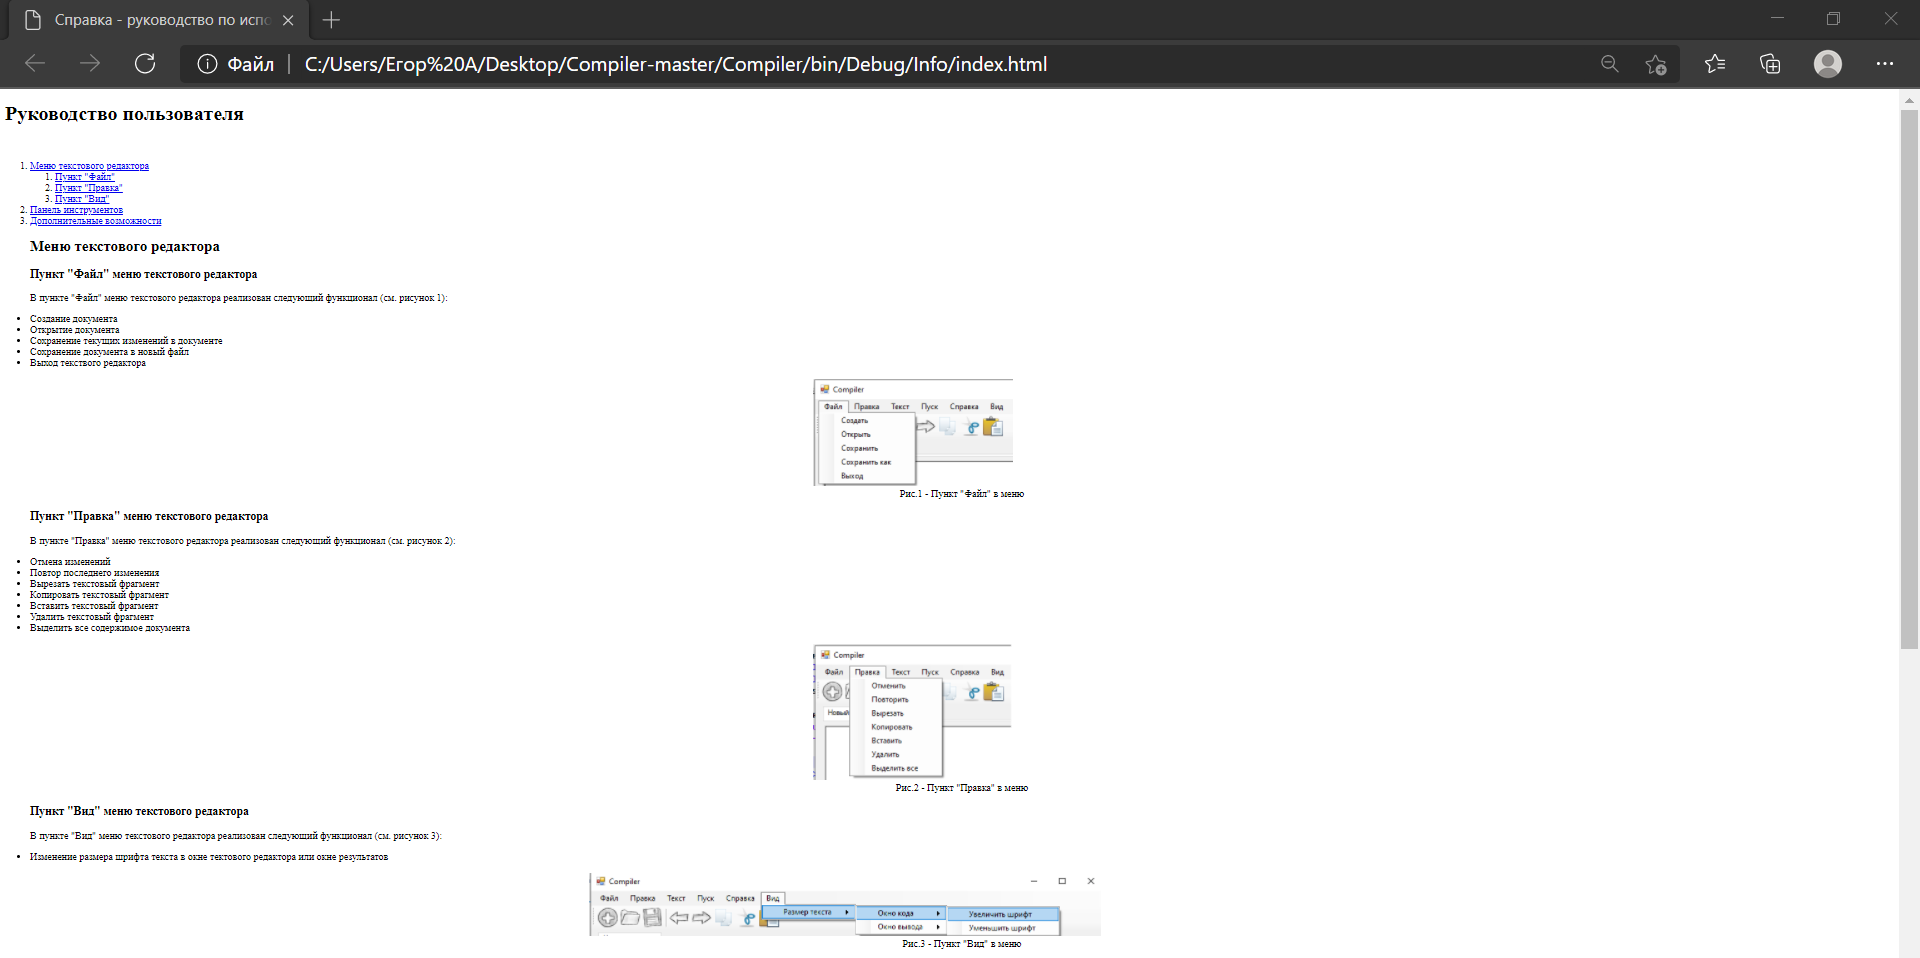 Справка - руководство по испо
Файл | C:/Users/Егор%20A/Desktop/Compiler-master/Compiler/bin/Debug/Info/index.html
Руководство пользователя
1. Меню текстового редактора
1. Пункт "Файл"
2. Пункт "Правка"
3. Пункт "Вид"
2. Панель инструментов
3. Дополнительные возможности
Меню текстового редактора
Пункт "Файл" меню текстового редактора
В пункте "Файл" меню текстового редактора реализован следующий функционал (см. рисунок 1):
• Создание документа
• Открытие документа
• Сохранение текущих изменений в документе
• Сохранение документа в новый файл
• Выход текствого редактора
Compiler
Файл Правка Текст Пуск Справка Вид
Создать
Открыть
Сохранить
Сохранить как
Выход
Рис.1 - Пункт "Файл" в меню
Пункт "Правка" меню текстового редактора
В пункте "Правка" меню текстового редактора реализован следующий функционал (см. рисунок 2):
• Отмена изменений
• Повтор последнего изменения
• Вырезать текстовый фрагмент
• Копировать текстовый фрагмент
• Вставить текстовый фрагмент
• Удалить текстовый фрагмент
• Выделить все содержимое документа
Compiler
Файл Правка Текст Пуск Справка Вид
Отменить
Повторить
Вырезать
Новый
Копировать
Вставить
Удалить
Выделить все
Рис.2 - Пункт "Правка" в меню
Пункт "Вид" меню текстового редактора
В пункте "Вид" меню текстового редактора реализован следующий функционал (см. рисунок 3):
• Изменение размера шрифта текста в окне тектового редактора или окне результатов
Compiler
Файл Правка Текст Пуск Справка Вид
Размер текста Окно кода Увеличить шрифт
Окно вывода Уменьшить шрифт
Рис.3 - Пункт "Вид" в меню